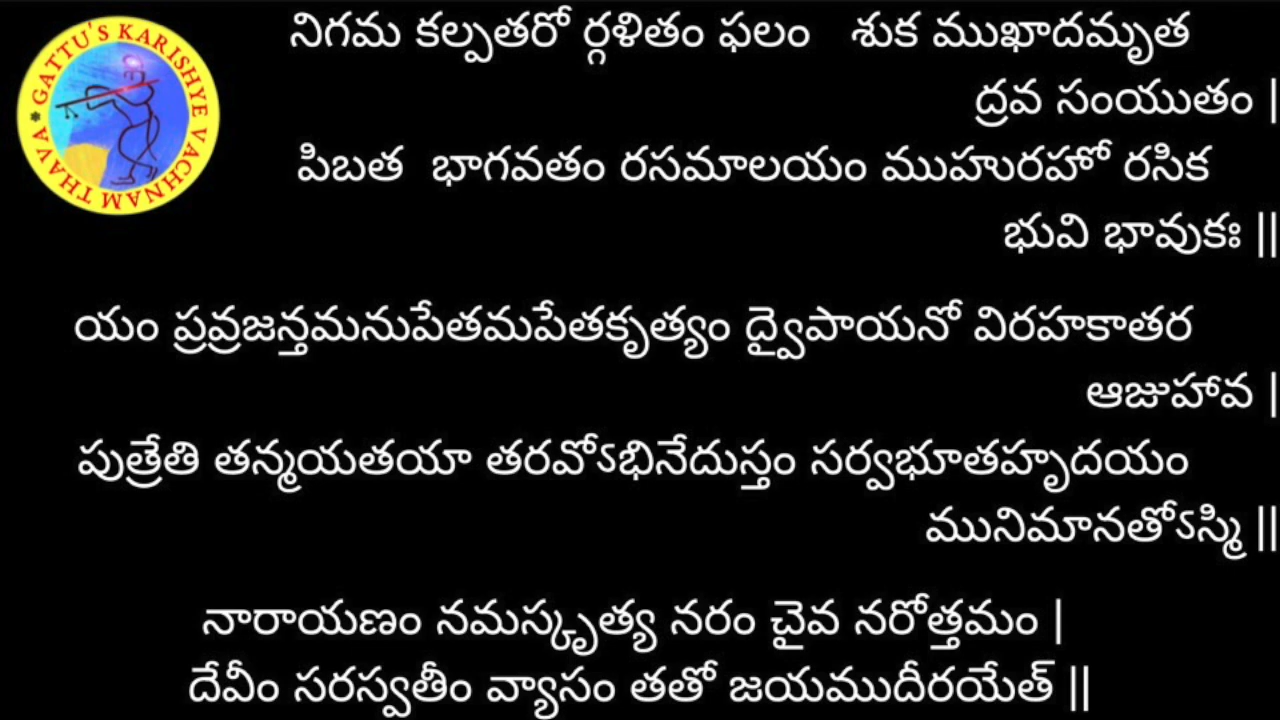 GATTU'S KARISHYE VACHNAM THAVA *
నిగమ కల్పతరో ర్గళితం ఫలం శుక ముఖాదమృత
ద్రవ సంయుతం |
పిబత భాగవతం రసమాలయం ముహురహో రసిక
భువి భావుకః ||
యం ప్రవ్రజన్తమనుపేతమపేతకృత్యం ద్వైపాయనో విరహకాతర
ఆజుహావ |
పుత్రేతి తన్మయతయా తరవోఽభినేదుస్తం సర్వభూతహృదయం
మునిమానతోఽస్మి ||
నారాయణం నమస్కృత్య నరం చైవ నరోత్తమం |
దేవీం సరస్వతీం వ్యాసం తతో జయముదీరయేత్ ||